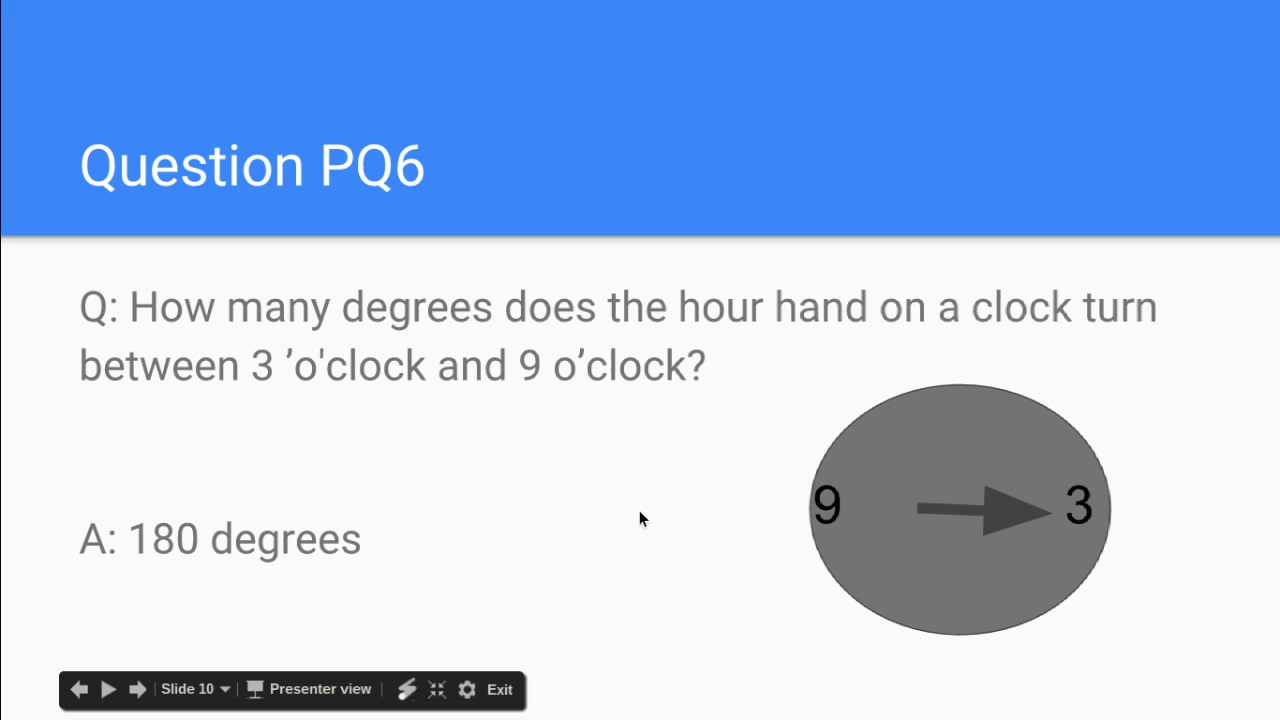 Question PQ6
Q: How many degrees does the hour hand on a clock turn
between 3 ’o'clock and 9 o’clock?
9 3
A: 180 degrees
Slide 10 Presenter view Exit